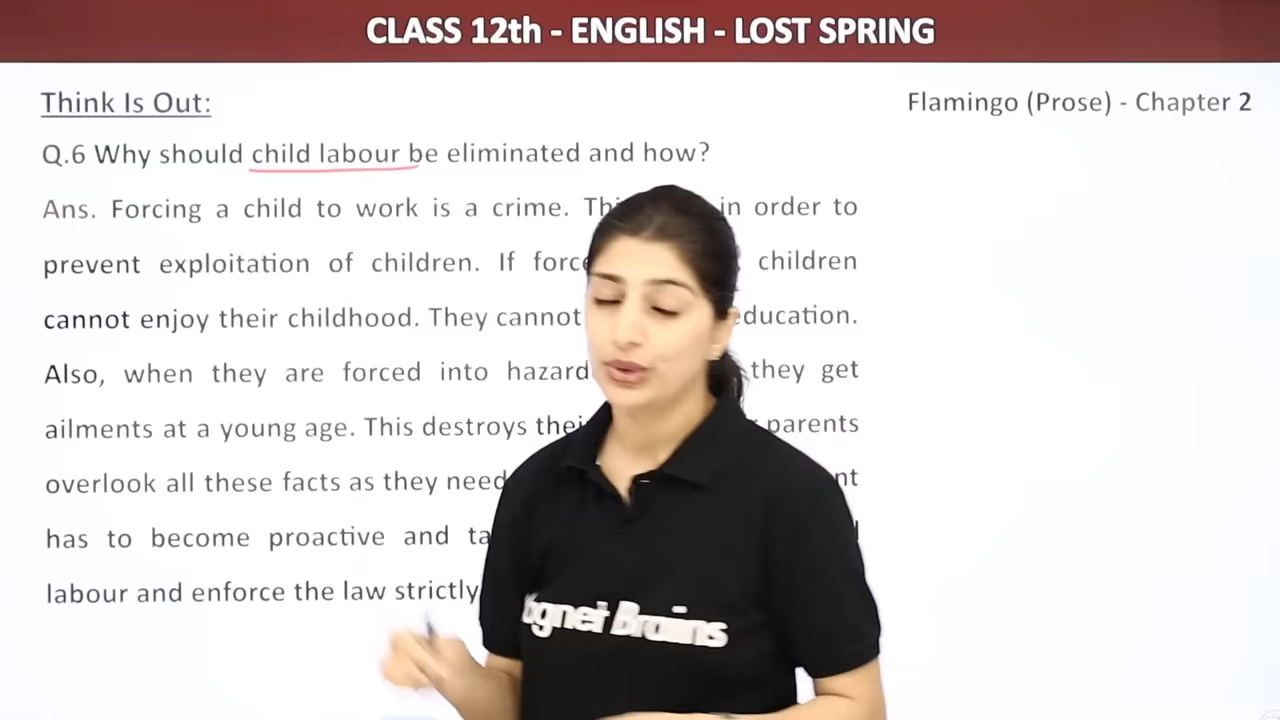 CLASS 12th - ENGLISH - LOST SPRING
Think Is Out:
Flamingo (Prose) - Chapter 2
Q.6 Why should child labour be eliminated and how?
Ans. Forcing a child to work is a crime. in order to
prevent exploitation of children. If children
cannot enjoy their childhood. They cannot education.
Also, when they are forced into they get
ailments at a young age. This destroys parents
overlook all these facts as they need
has to become proactive and
labour and enforce the law strictly
Brains